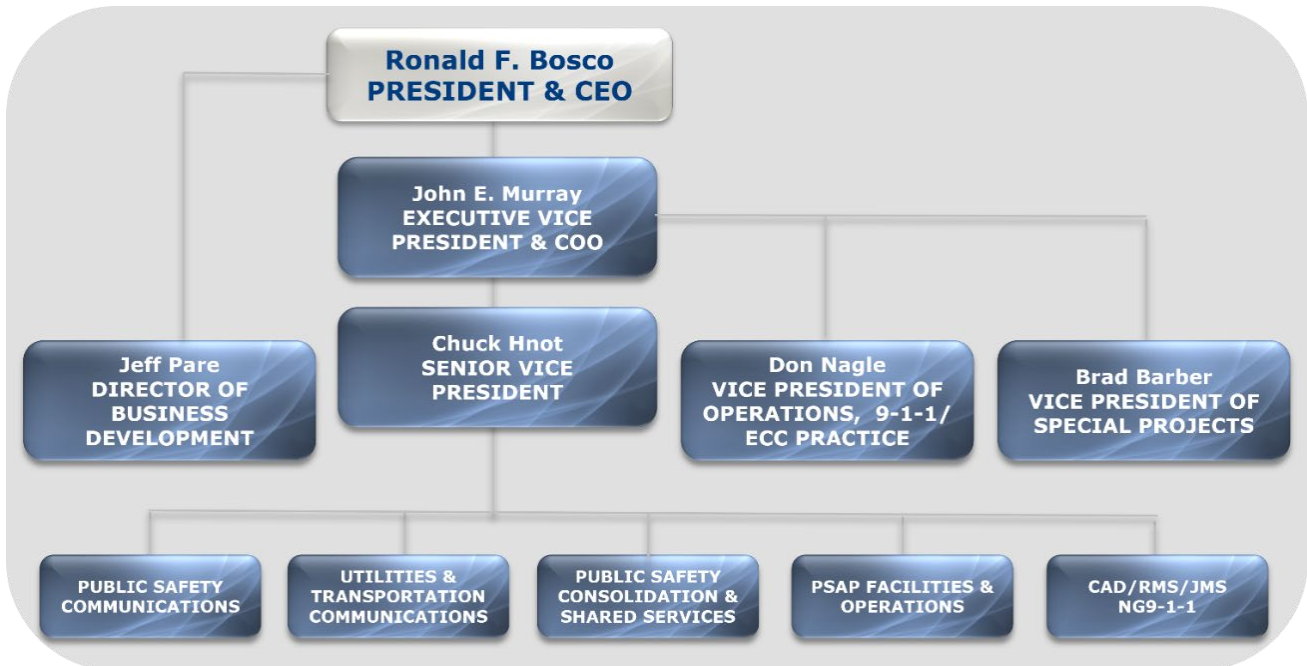 Ronald F. Bosco
PRESIDENT & CEO
John E. Murray
EXECUTIVE VICE
PRESIDENT & COO
Chuck Hnot
SENIOR VICE
PRESIDENT
Jeff Pare
DIRECTOR OF
BUSINESS
DEVELOPMENT
Don Nagle
VICE PRESIDENT OF
OPERATIONS, 9-1-1/
ECC PRACTICE
Brad Barber
VICE PRESIDENT OF
SPECIAL PROJECTS
PUBLIC SAFETY
COMMUNICATIONS
UTILITIES &
TRANSPORTATION
COMMUNICATIONS
PUBLIC SAFETY
CONSOLIDATION &
SHARED SERVICES
PSAP FACILITIES &
OPERATIONS
CAD/RMS/JMS
NG9-1-1